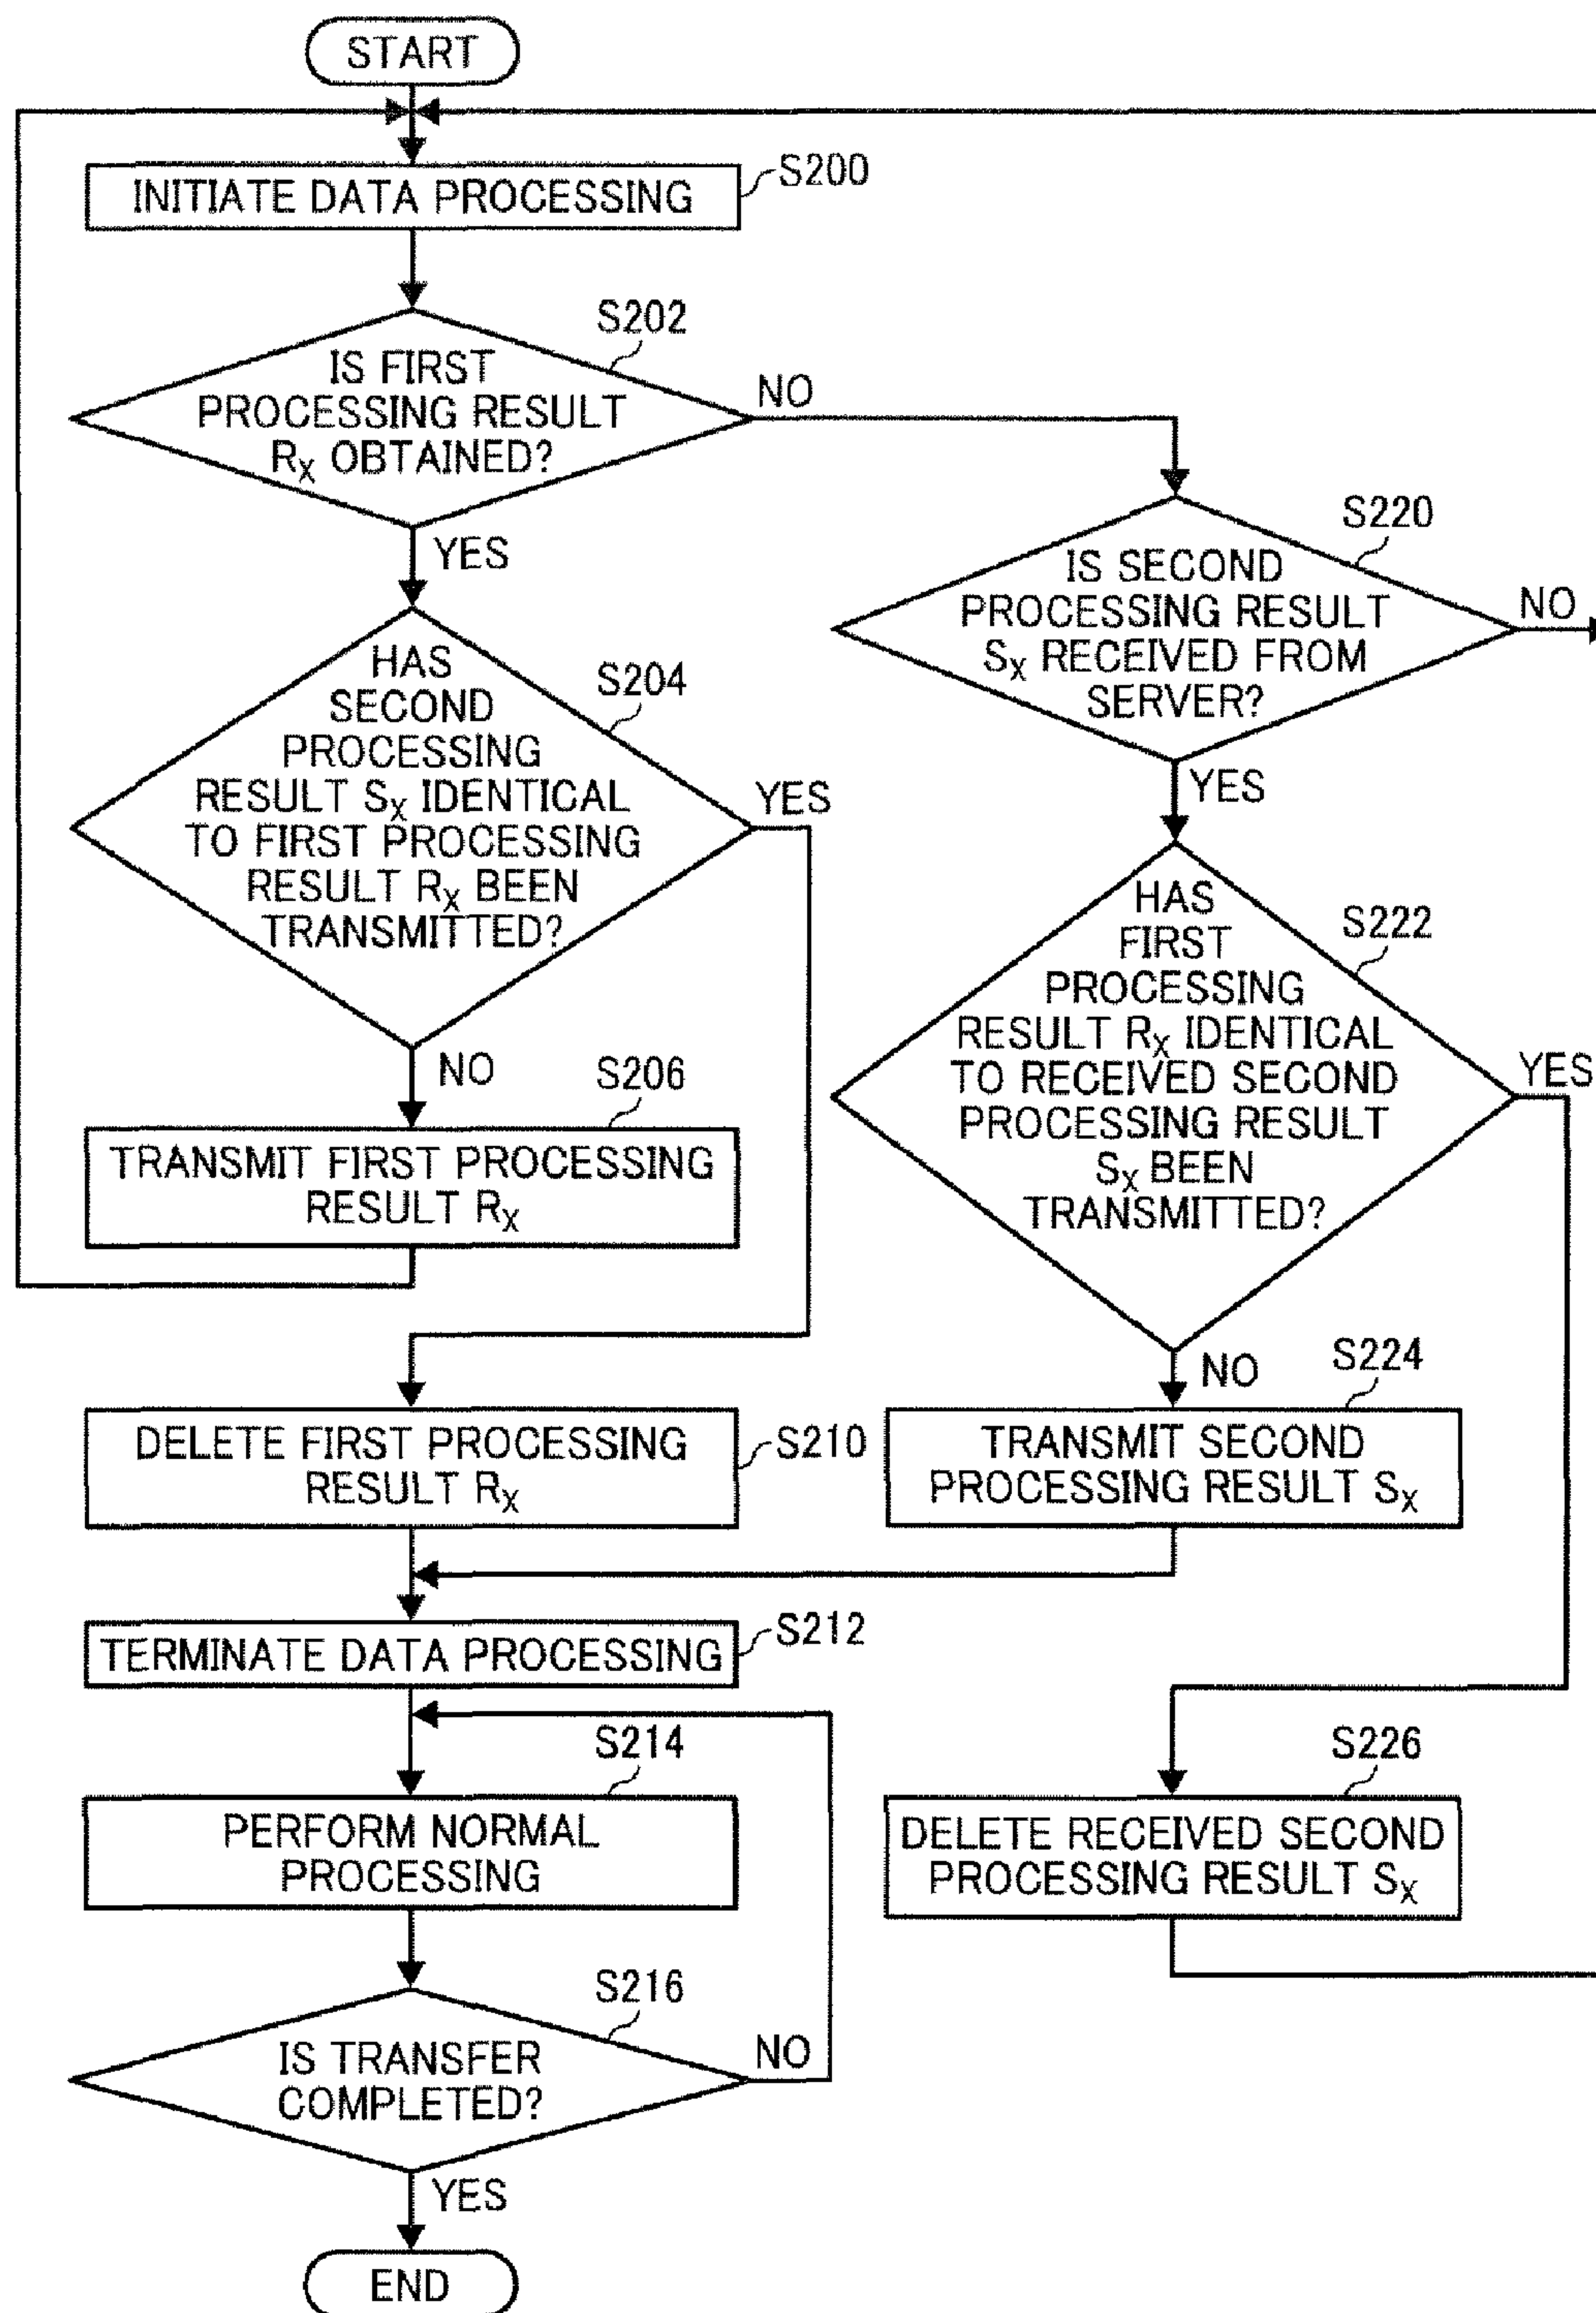 START
INITIATE DATA PROCESSING
S200
S202
IS FIRST
PROCESSING RESULT
RX OBTAINED?
NO
YES
S204
HAS
SECOND
PROCESSING
RESULT SX IDENTICAL
TO FIRST PROCESSING
RESULT RX BEEN
TRANSMITTED?
YES
NO
S206
TRANSMIT FIRST PROCESSING
RESULT RX
DELETE FIRST PROCESSING
RESULT RX
S210
TERMINATE DATA PROCESSING
S212
S214
PERFORM NORMAL
PROCESSING
S216
IS TRANSFER
COMPLETED?
NO
YES
END
S220
IS SECOND
PROCESSING RESULT
SX RECEIVED FROM
SERVER?
NO
YES
S222
HAS
FIRST
PROCESSING
RESULT RX IDENTICAL
TO RECEIVED SECOND
PROCESSING RESULT
SX BEEN
TRANSMITTED?
YES
NO
S224
TRANSMIT SECOND
PROCESSING RESULT SX
S226
DELETE RECEIVED SECOND
PROCESSING RESULT SX